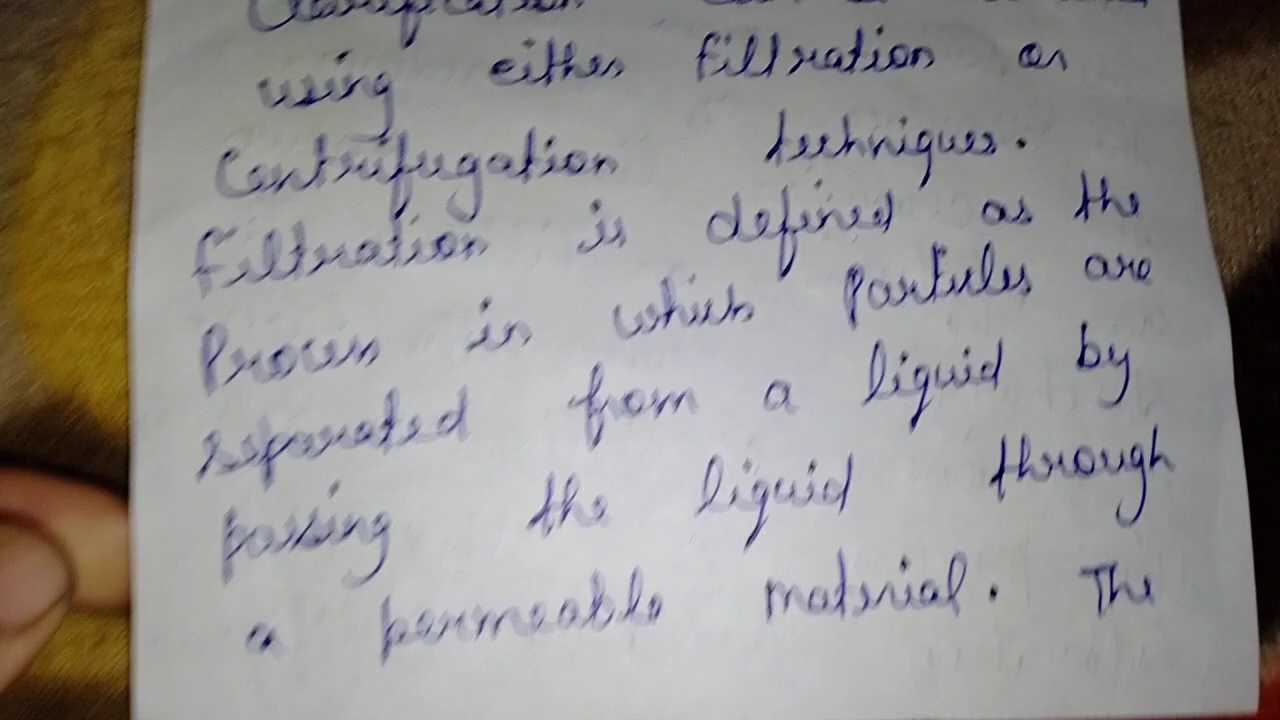 Clarification
using either filtration or
Centrifugation techniques.
filtration is defined as the
Process in which particles are
separated from a liquid by
passing the liquid through
a permeable material. The